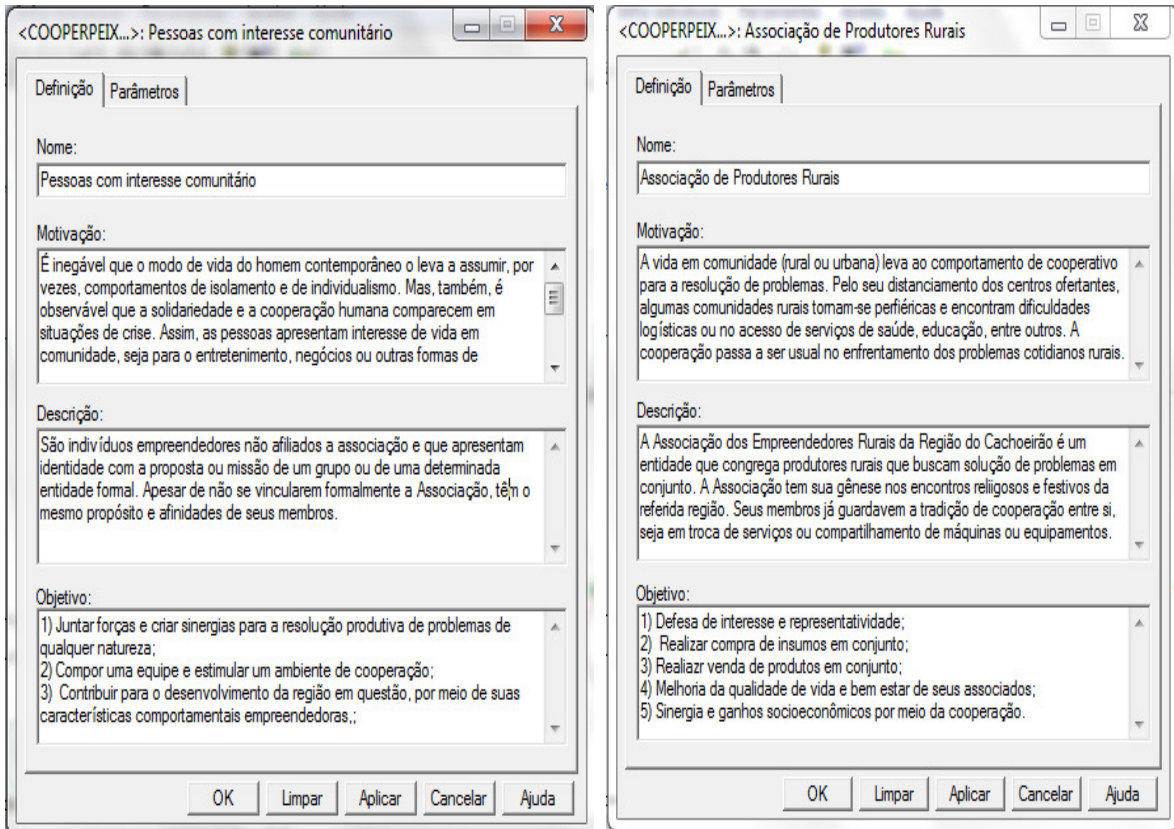 <COOPERPEIX...>: Pessoas com interesse comunitário
Definição
Parâmetros
Nome:
Pessoas com interesse comunitário
Motivação:
É inegável que o modo de vida do homem contemporâneo o leva a assumir, por
vezes, comportamentos de isolamento e de individualismo. Mas, também, é
observável que a solidariedade e a cooperação humana comparecem em
situações de crise. Assim, as pessoas apresentam interesse de vida em
comunidade, seja para o entretenimento, negócios ou outras formas de
Descrição:
São indivíduos empreendedores não afiliados a associação e que apresentam
identidade com a proposta ou missão de um grupo ou de uma determinada
entidade formal. Apesar de não se vincularem formalmente a Associação, têm o
mesmo propósito e afinidades de seus membros.
Objetivo:
1) Juntar forças e criar sinergias para a resolução produtiva de problemas de
qualquer natureza;
2) Compor uma equipe e estimular um ambiente de cooperação;
3) Contribuir para o desenvolvimento da região em questão, por meio de suas
características comportamentais empreendedoras,;
OK
Limpar
Aplicar
Cancelar
Ajuda
<COOPERPEIX...>: Associação de Produtores Rurais
Definição
Parâmetros
Nome:
Associação de Produtores Rurais
Motivação:
A vida em comunidade (rural ou urbana) leva ao comportamento de cooperativo
para a resolução de problemas. Pelo seu distanciamento dos centros ofertantes,
algumas comunidades rurais tornam-se perfiéricas e encontram dificuldades
logísticas ou no acesso de serviços de saúde, educação, entre outros. A
cooperação passa a ser usual no enfrentamento dos problemas cotidianos rurais.
Descrição:
A Associação dos Empreendedores Rurais da Região do Cachoeirão é um
entidade que congrega produtores rurais que buscam solução de problemas em
conjunto. A Associação tem sua gênese nos encontros reliigosos e festivos da
referida região. Seus membros já guardavem a tradição de cooperação entre si,
seja em troca de serviços ou compartilhamento de máquinas ou equipamentos.
Objetivo:
1) Defesa de interesse e representatividade;
2) Realizar compra de insumos em conjunto;
3) Realiazr venda de produtos em conjunto;
4) Melhoria da qualidade de vida e bem estar de seus associados;
5) Sinergia e ganhos socioeconômicos por meio da cooperação.
OK
Limpar
Aplicar
Cancelar
Ajuda